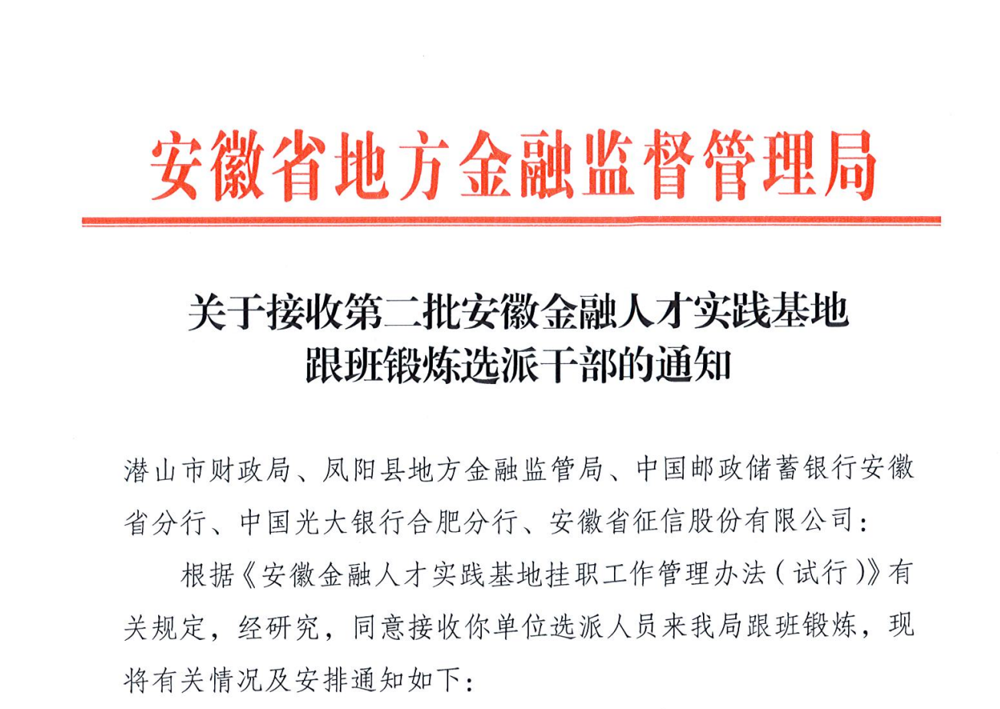 安徽省地方金融监督管理局
关于接收第二批安徽金融人才实践基地
跟班锻炼选派干部的通知
潜山市财政局、凤阳县地方金融监管局、中国邮政储蓄银行安徽
省分行、中国光大银行合肥分行、安徽省征信股份有限公司：
根据《安徽金融人才实践基地挂职工作管理办法（试行）》有
关规定，经研究，同意接收你单位选派人员来我局跟班锻炼，现
将有关情况及安排通知如下：